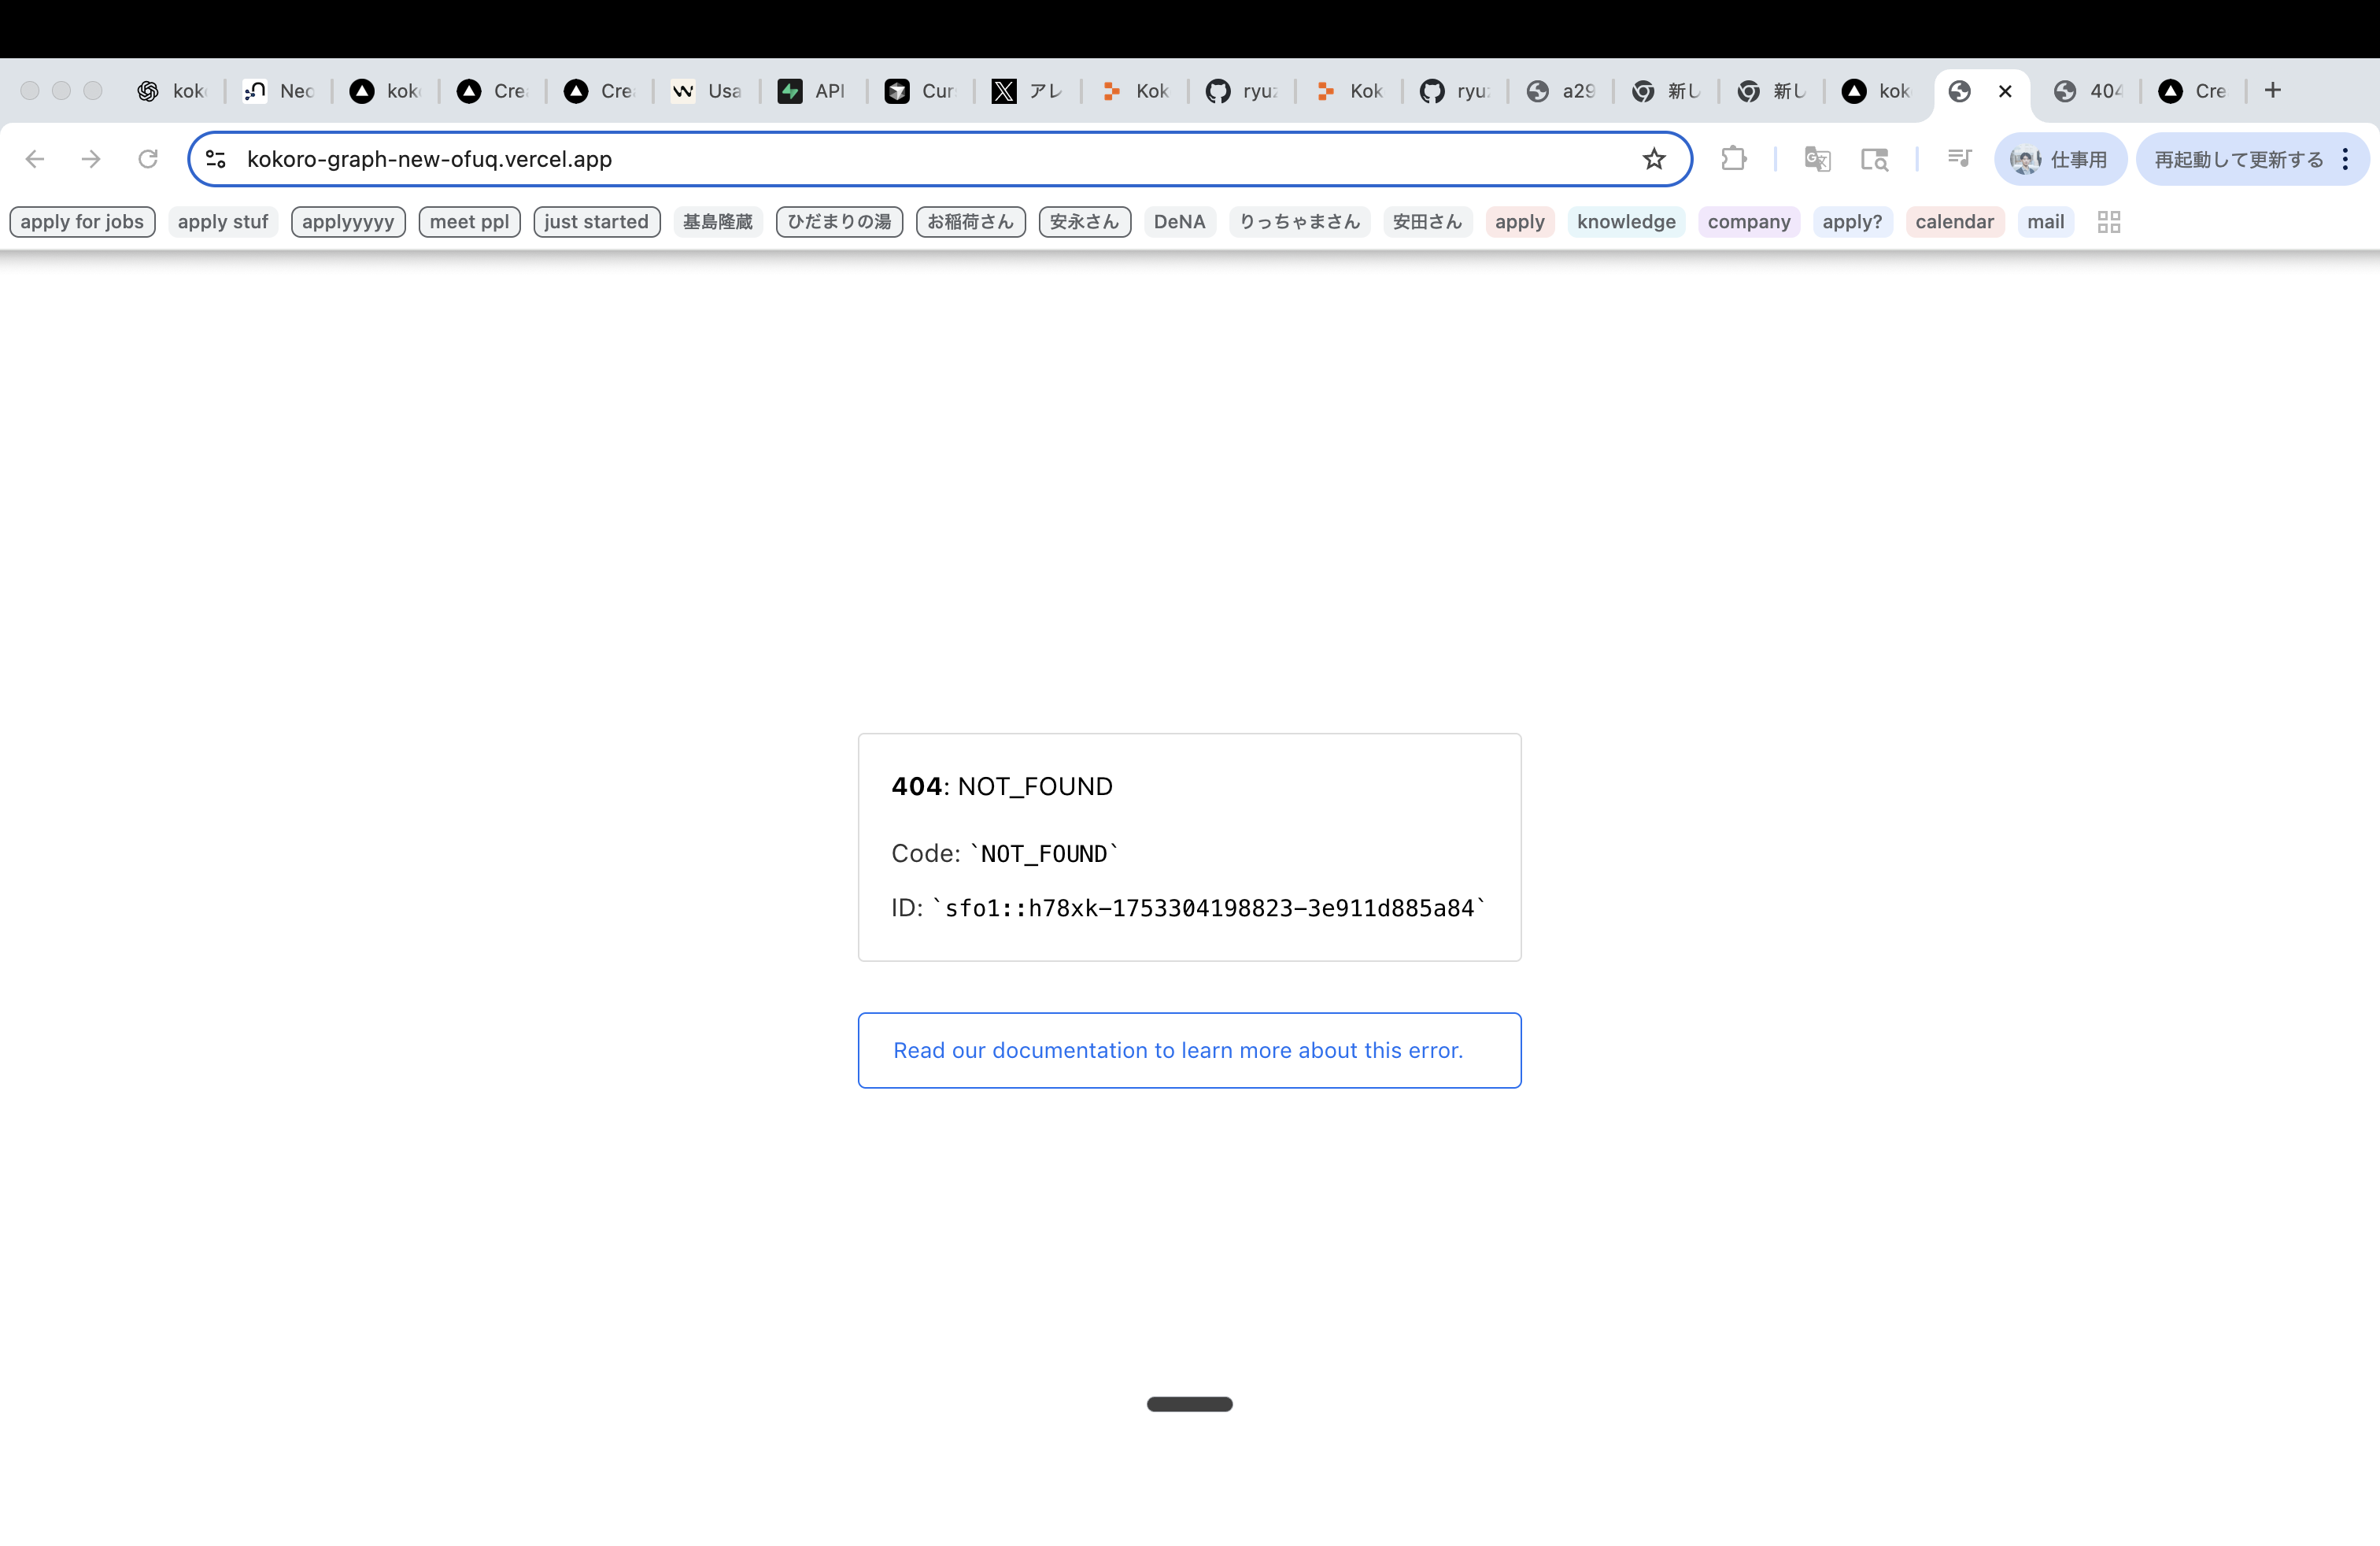 kok Neo kok Cre Cre Usa API Cur アレ Kok ryuz Kok ryuz a29 新し 新し kok 404 Cre
kokoro-graph-new-ofuq.vercel.app 仕事用 再起動して更新する
apply for jobs apply stuf applyyyyy meet ppl just started 基島隆蔵 ひだまりの湯 お稲荷さん 安永さん DeNA りっちゃまさん 安田さん apply knowledge company apply? calendar mail
404: NOT_FOUND
Code: `NOT_FOUND`
ID: `sfo1::h78xk-1753304198823-3e911d885a84`
Read our documentation to learn more about this error.